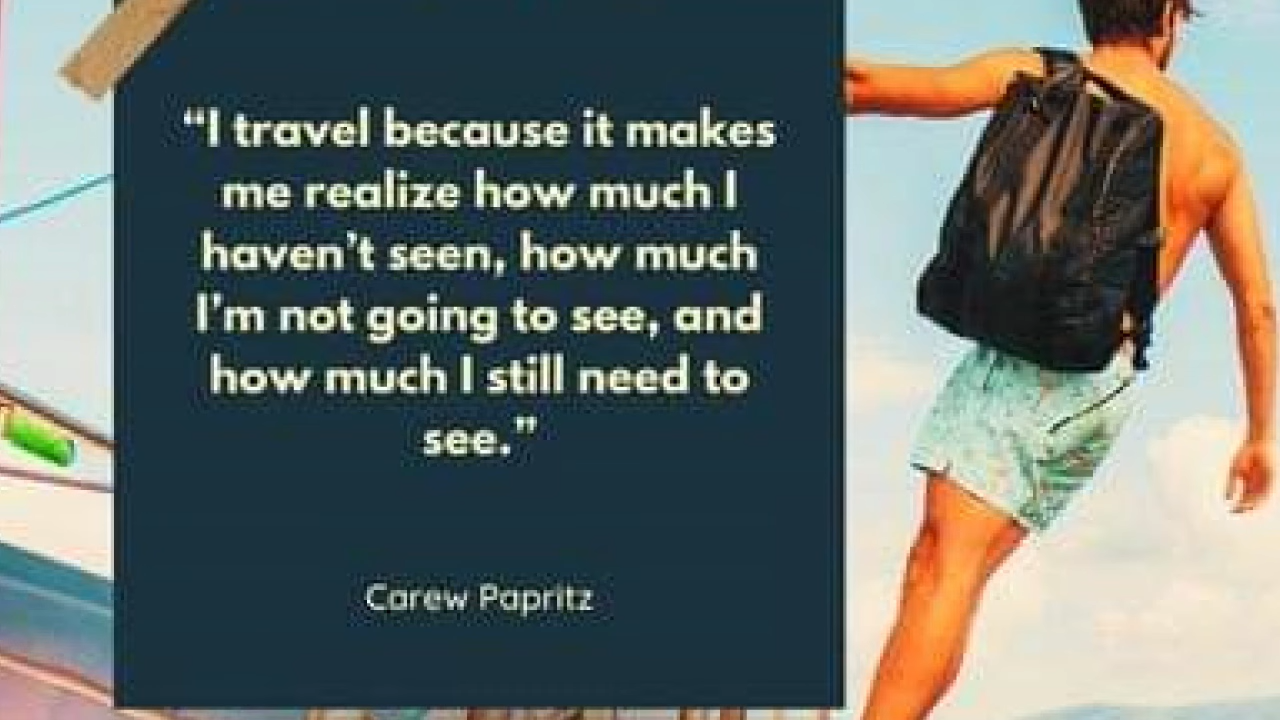 “I travel because it makes
me realize how much I
haven’t seen, how much
I’m not going to see, and
how much I still need to
see.”
Carew Papritz